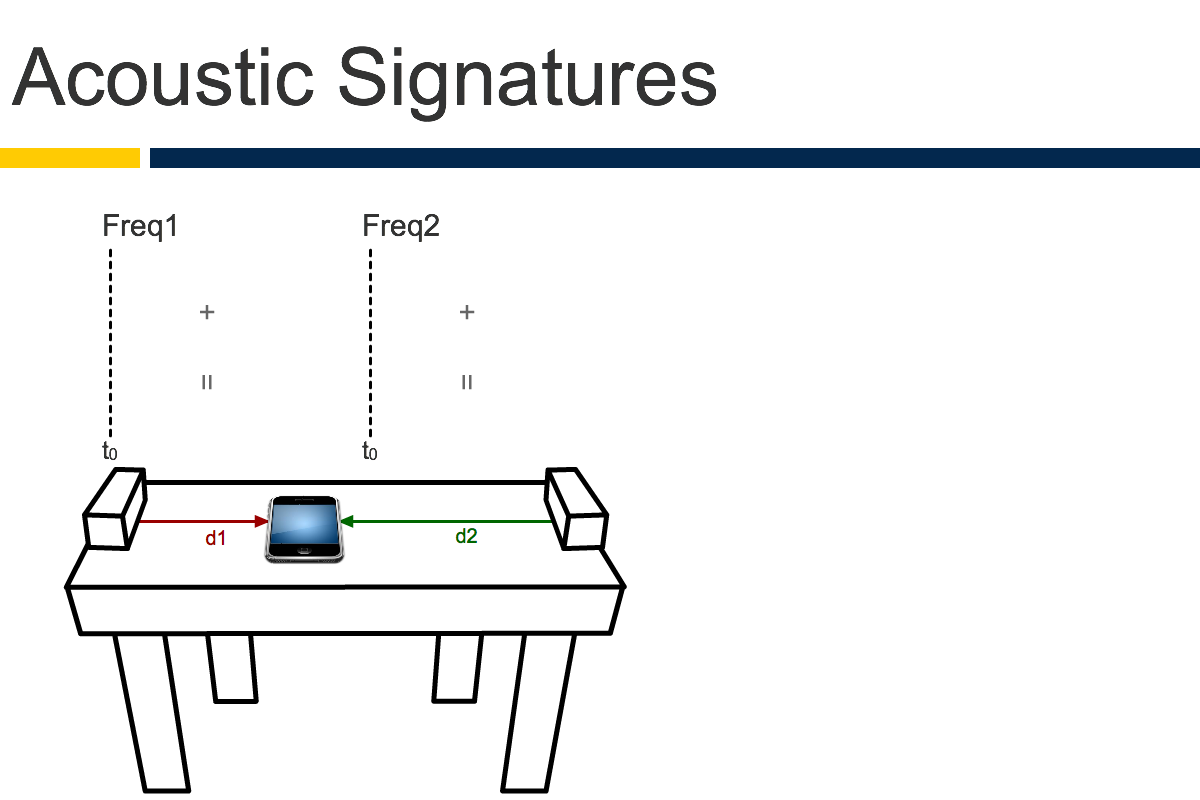 Acoustic Signatures
Freq1 Freq2
+ +
= =
t₀ t₀
d1 d2